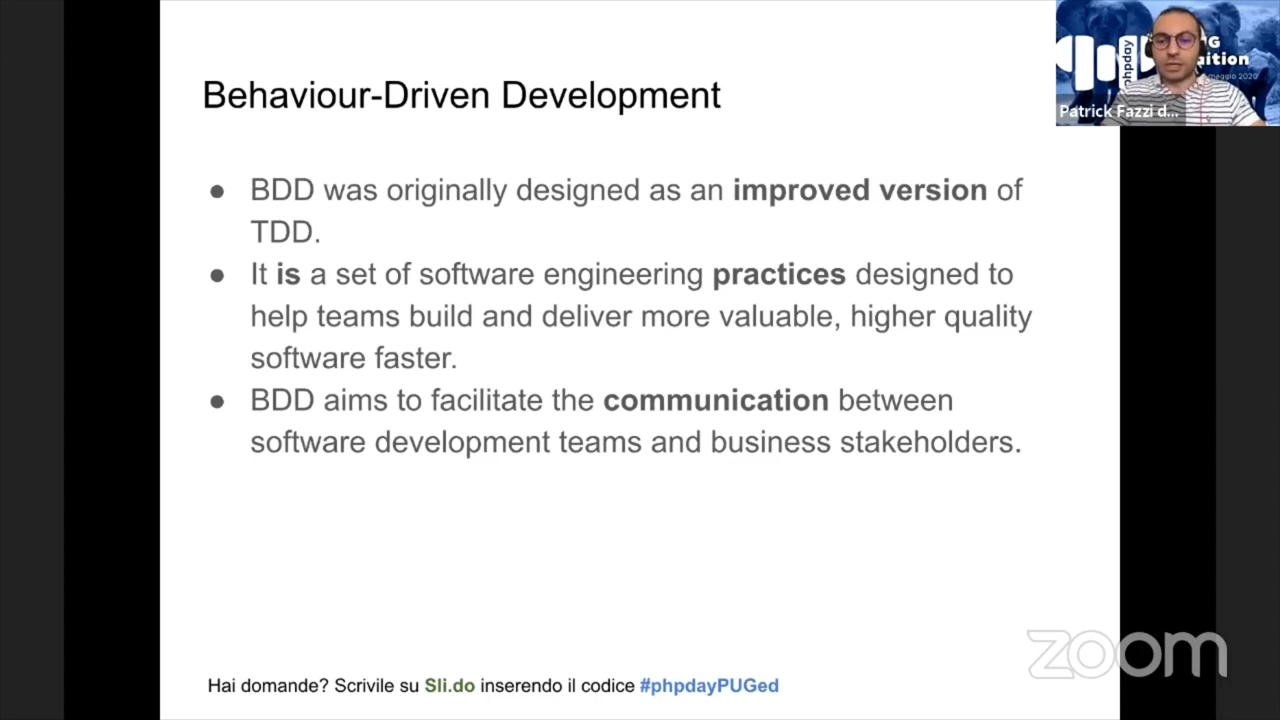 Behaviour-Driven Development
● BDD was originally designed as an improved version of
TDD.
● It is a set of software engineering practices designed to
help teams build and deliver more valuable, higher quality
software faster.
● BDD aims to facilitate the communication between
software development teams and business stakeholders.
Hai domande? Scrivile su Sli.do inserendo il codice #phpdayPUGed
phpday
maggio 2020
Patrick Fazzi d...
zoom